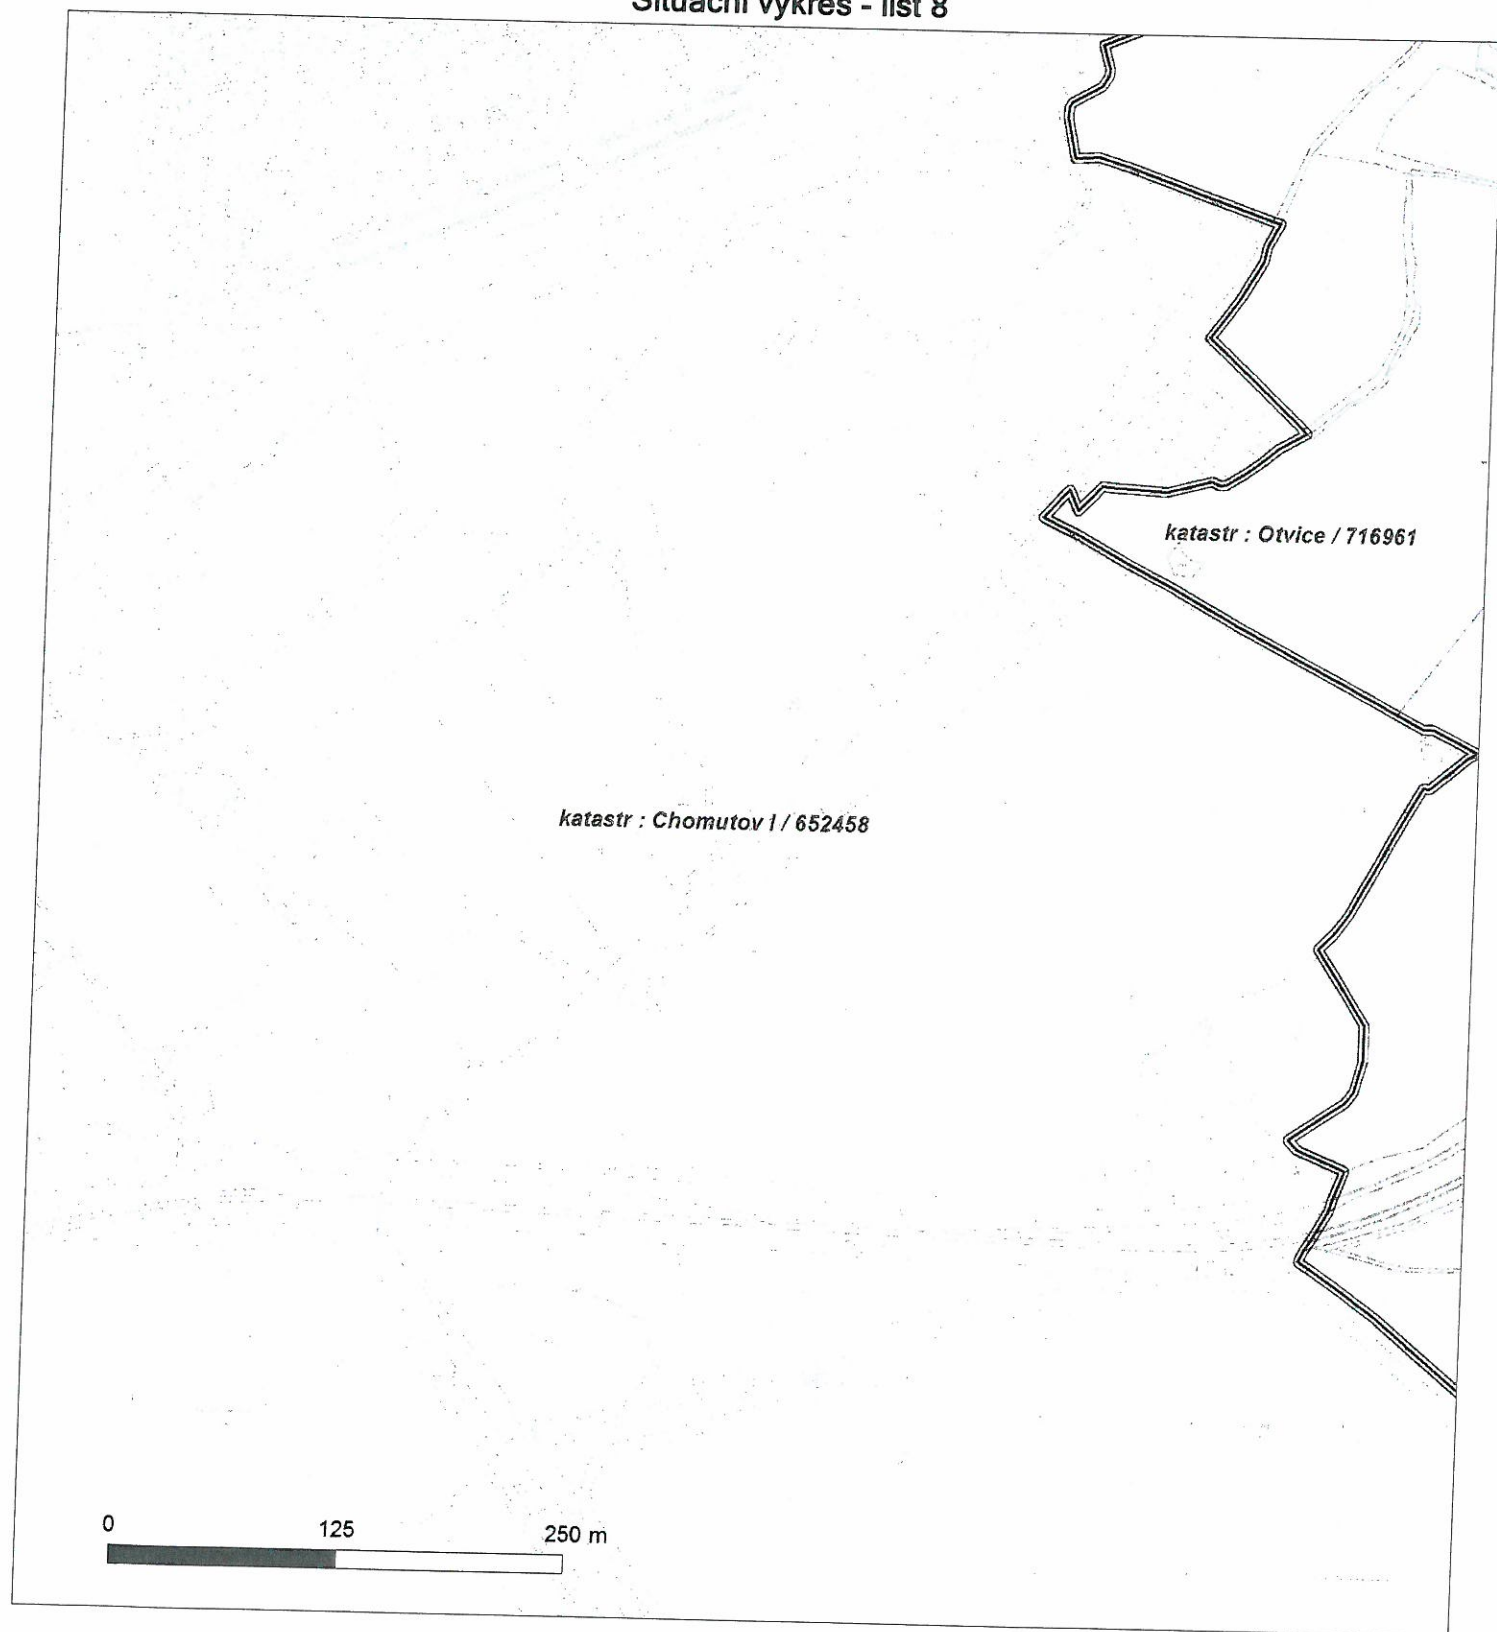 Situační výkres - list 8
katastr : Otvice / 716961
katastr : Chomutov I / 652458
0 125 250 m